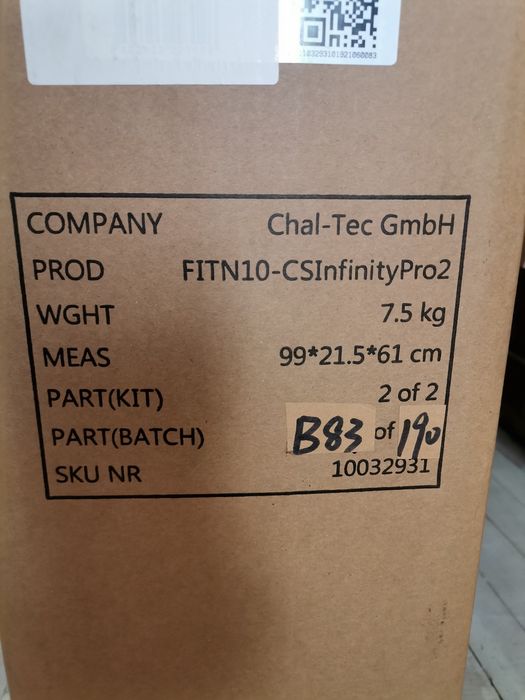 COMPANY Chal-Tec GmbH
PROD FITN10-CSInfinityPro2
WGHT 7.5 kg
MEAS 99*21.5*61 cm
PART(KIT) 2 of 2
PART(BATCH) B83 of 190
SKU NR 10032931